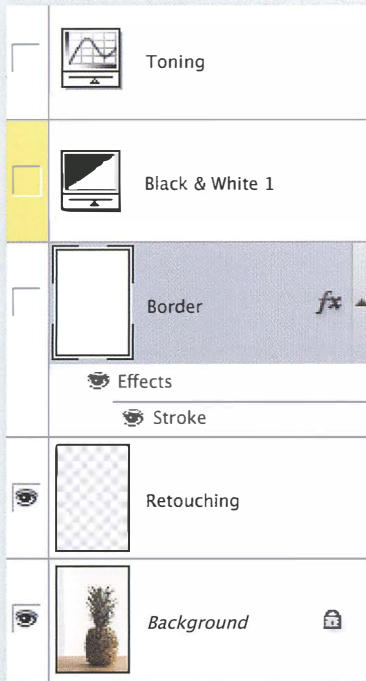 Toning
Black & White 1
Border fx
Effects
Stroke
Retouching
Background